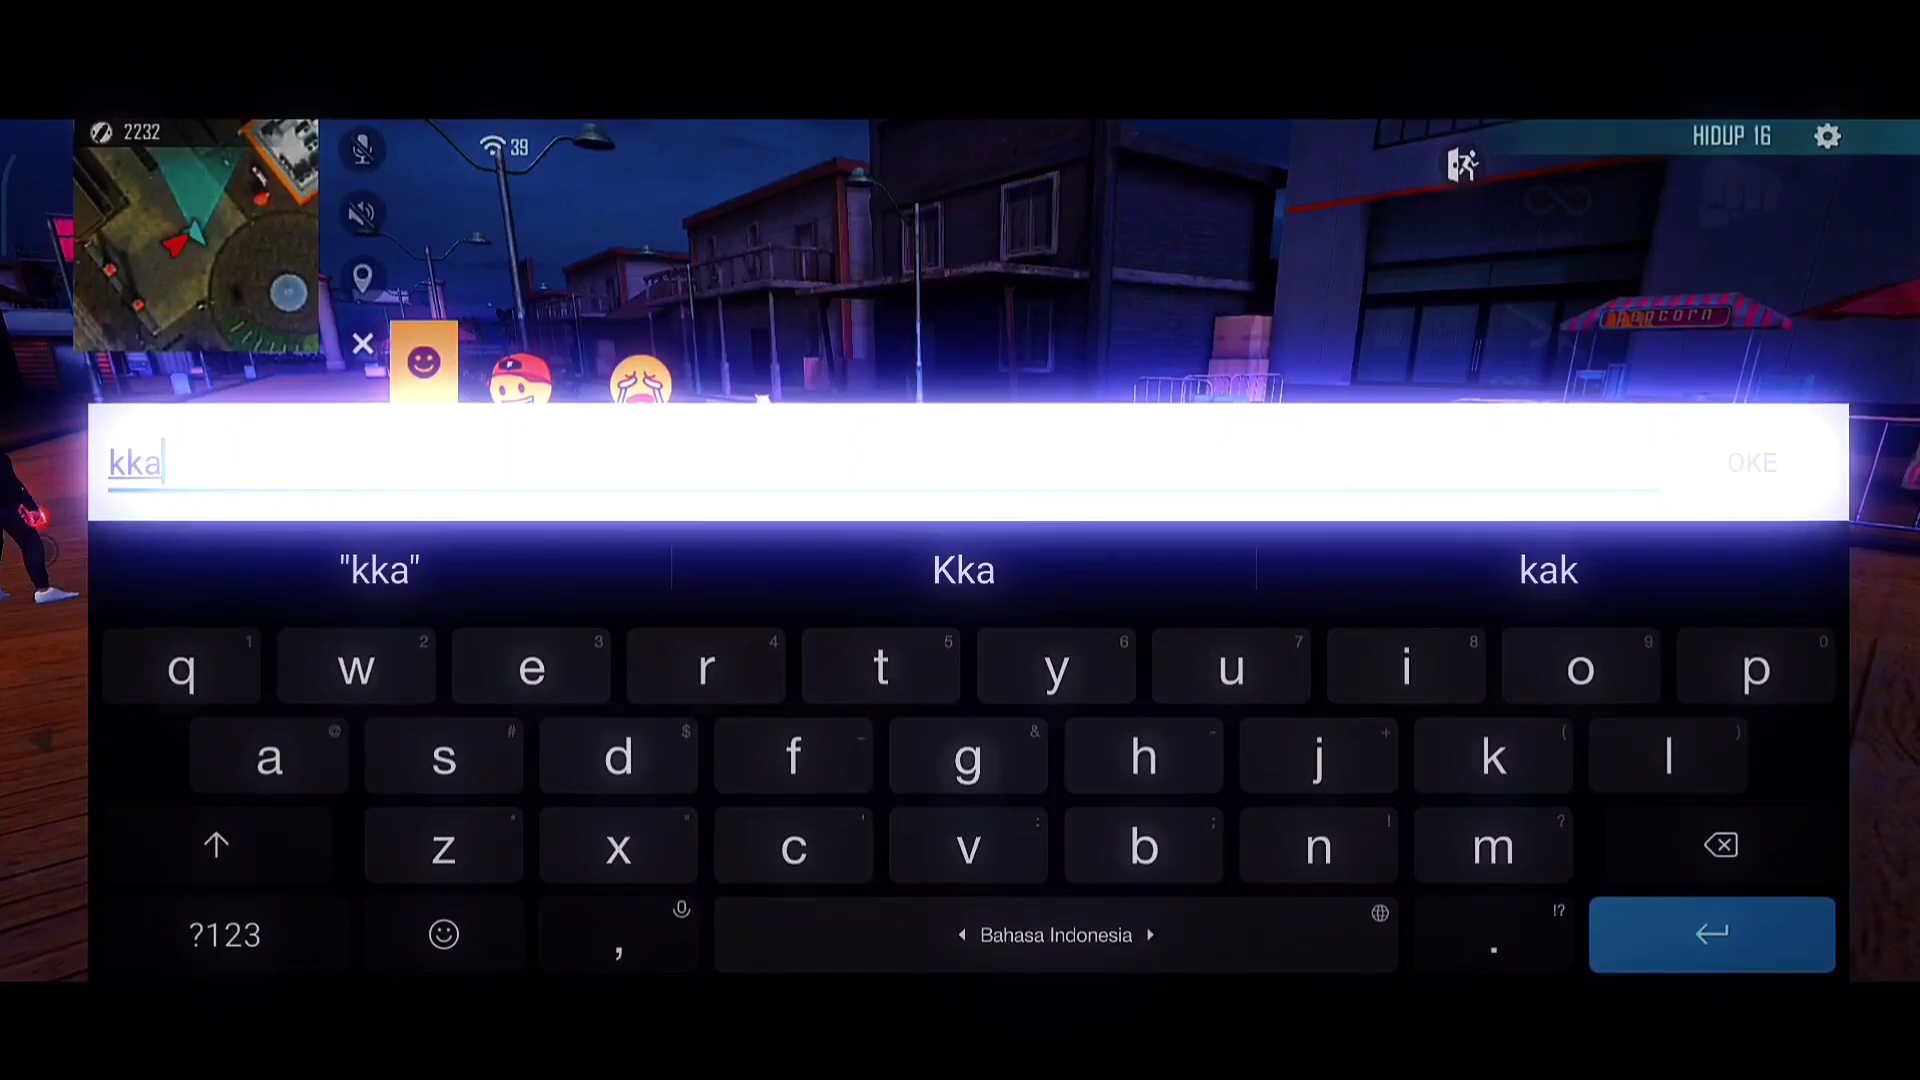 2232
39
HIDUP 16
POPCORN
kka
OKE
"kka"
Kka
kak
1 2 3 4 5 6 7 8 9 0
q w e r t y u i o p
@ # $ _ & - + ( )
a s d f g h j k l
* " ' : ; ! ?
z x c v b n m
!?
?123 , Bahasa Indonesia .